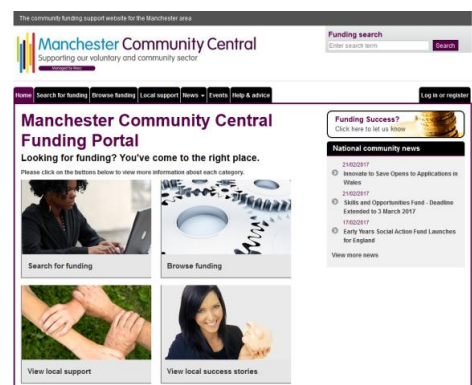 The community funding support website for the Manchester area
Manchester Community Central
Supporting our voluntary and community sector
Managed by Macc
Funding search
Enter search term
Search
Home Search for funding Browse funding Local support News Events Help & advice Log in or register
Manchester Community Central
Funding Portal
Looking for funding? You've come to the right place.
Please click on the buttons below to view more information about each category.
Search for funding
Browse funding
View local support
View local success stories
Funding Success?
Click here to let us know
National community news
21/02/2017
Innovate to Save Opens to Applications in
Wales
21/02/2017
Skills and Opportunities Fund - Deadline
Extended to 3 March 2017
17/02/2017
Early Years Social Action Fund Launches
for England
View more news